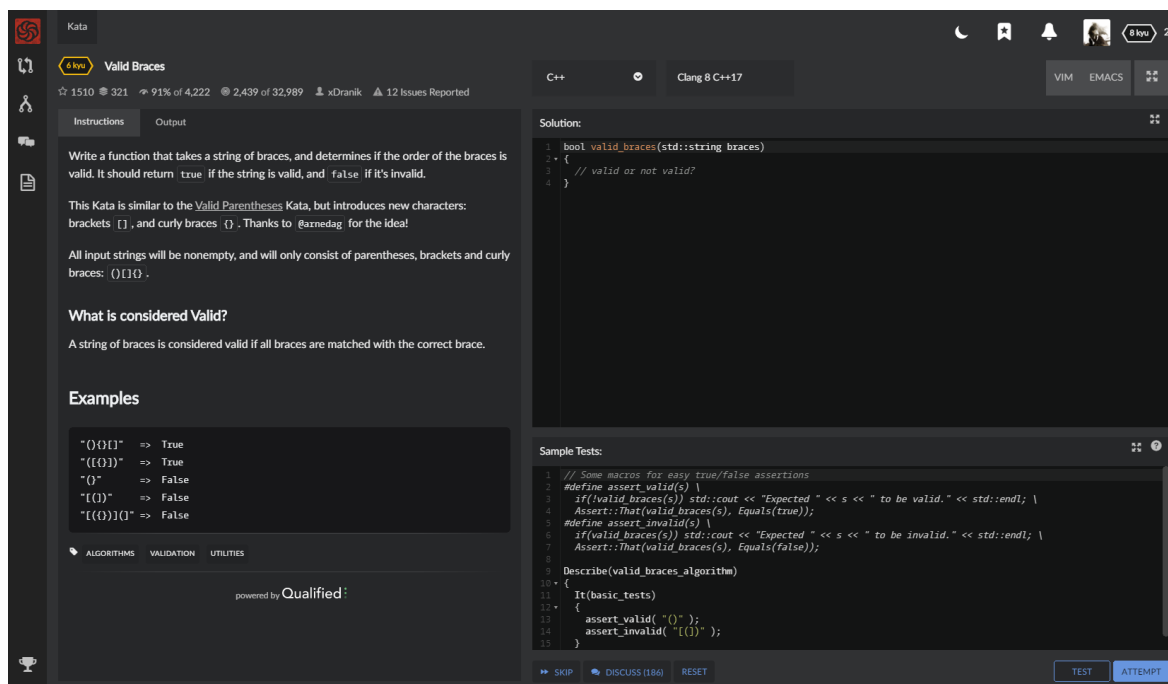 Kata
8 kyu
6 kyu Valid Braces
1510 321 91% of 4,222 2,439 of 32,989 xDranik 12 Issues Reported
C++
Clang 8 C++17
VIM EMACS
Instructions Output
Write a function that takes a string of braces, and determines if the order of the braces is
valid. It should return true if the string is valid, and false if it's invalid.
This Kata is similar to the Valid Parentheses Kata, but introduces new characters:
brackets [], and curly braces {}. Thanks to @arnedag for the idea!
All input strings will be nonempty, and will only consist of parentheses, brackets and curly
braces: ()[]{}.
What is considered Valid?
A string of braces is considered valid if all braces are matched with the correct brace.
Examples
"(){}[]" => True
"([{}])" => True
"(}" => False
"[(])" => False
"[({})](]" => False
ALGORITHMS VALIDATION UTILITIES
powered by Qualified
Solution:
1 bool valid_braces(std::string braces)
2 {
3 // valid or not valid?
4 }
Sample Tests:
1 // Some macros for easy true/false assertions
2 #define assert_valid(s) \
3 if(!valid_braces(s)) std::cout << "Expected " << s << " to be valid." << std::endl; \
4 Assert::That(valid_braces(s), Equals(true));
5 #define assert_invalid(s) \
6 if(valid_braces(s)) std::cout << "Expected " << s << " to be invalid." << std::endl; \
7 Assert::That(valid_braces(s), Equals(false));
8
9 Describe(valid_braces_algorithm)
10 {
11 It(basic_tests)
12 {
13 assert_valid( "()" );
14 assert_invalid( "[(])" );
15 }
SKIP DISCUSS (186) RESET
TEST ATTEMPT